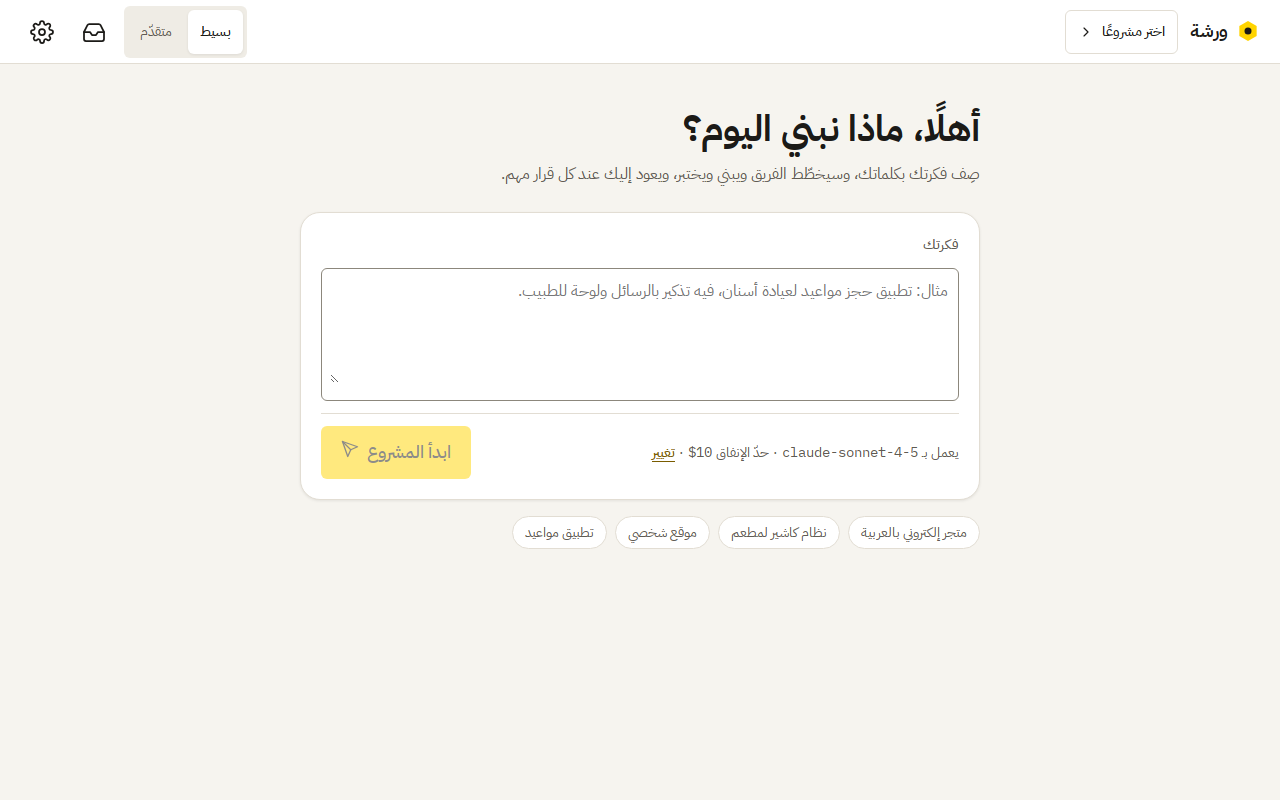 ورشة
اختر مشروعًا
بسيط
متقدّم
أهلًا، ماذا نبني اليوم؟
صِف فكرتك بكلماتك، وسيخطّط الفريق ويبني ويختبر، ويعود إليك عند كل قرار مهم.
فكرتك
مثال: تطبيق حجز مواعيد لعيادة أسنان، فيه تذكير بالرسائل ولوحة للطبيب.
يعمل بـ claude-sonnet-4-5 · حدّ الإنفاق $10 · تغيير
ابدأ المشروع
متجر إلكتروني بالعربية
نظام كاشير لمطعم
موقع شخصي
تطبيق مواعيد